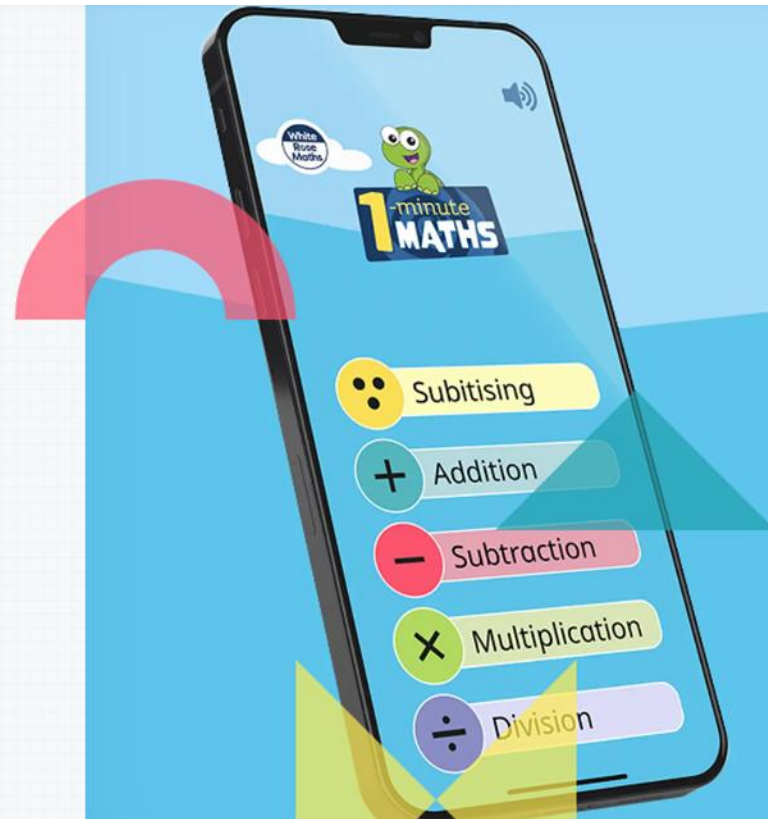 White
Rose
Maths
1-minute
MATHS
Subitising
+ Addition
− Subtraction
× Multiplication
÷ Division